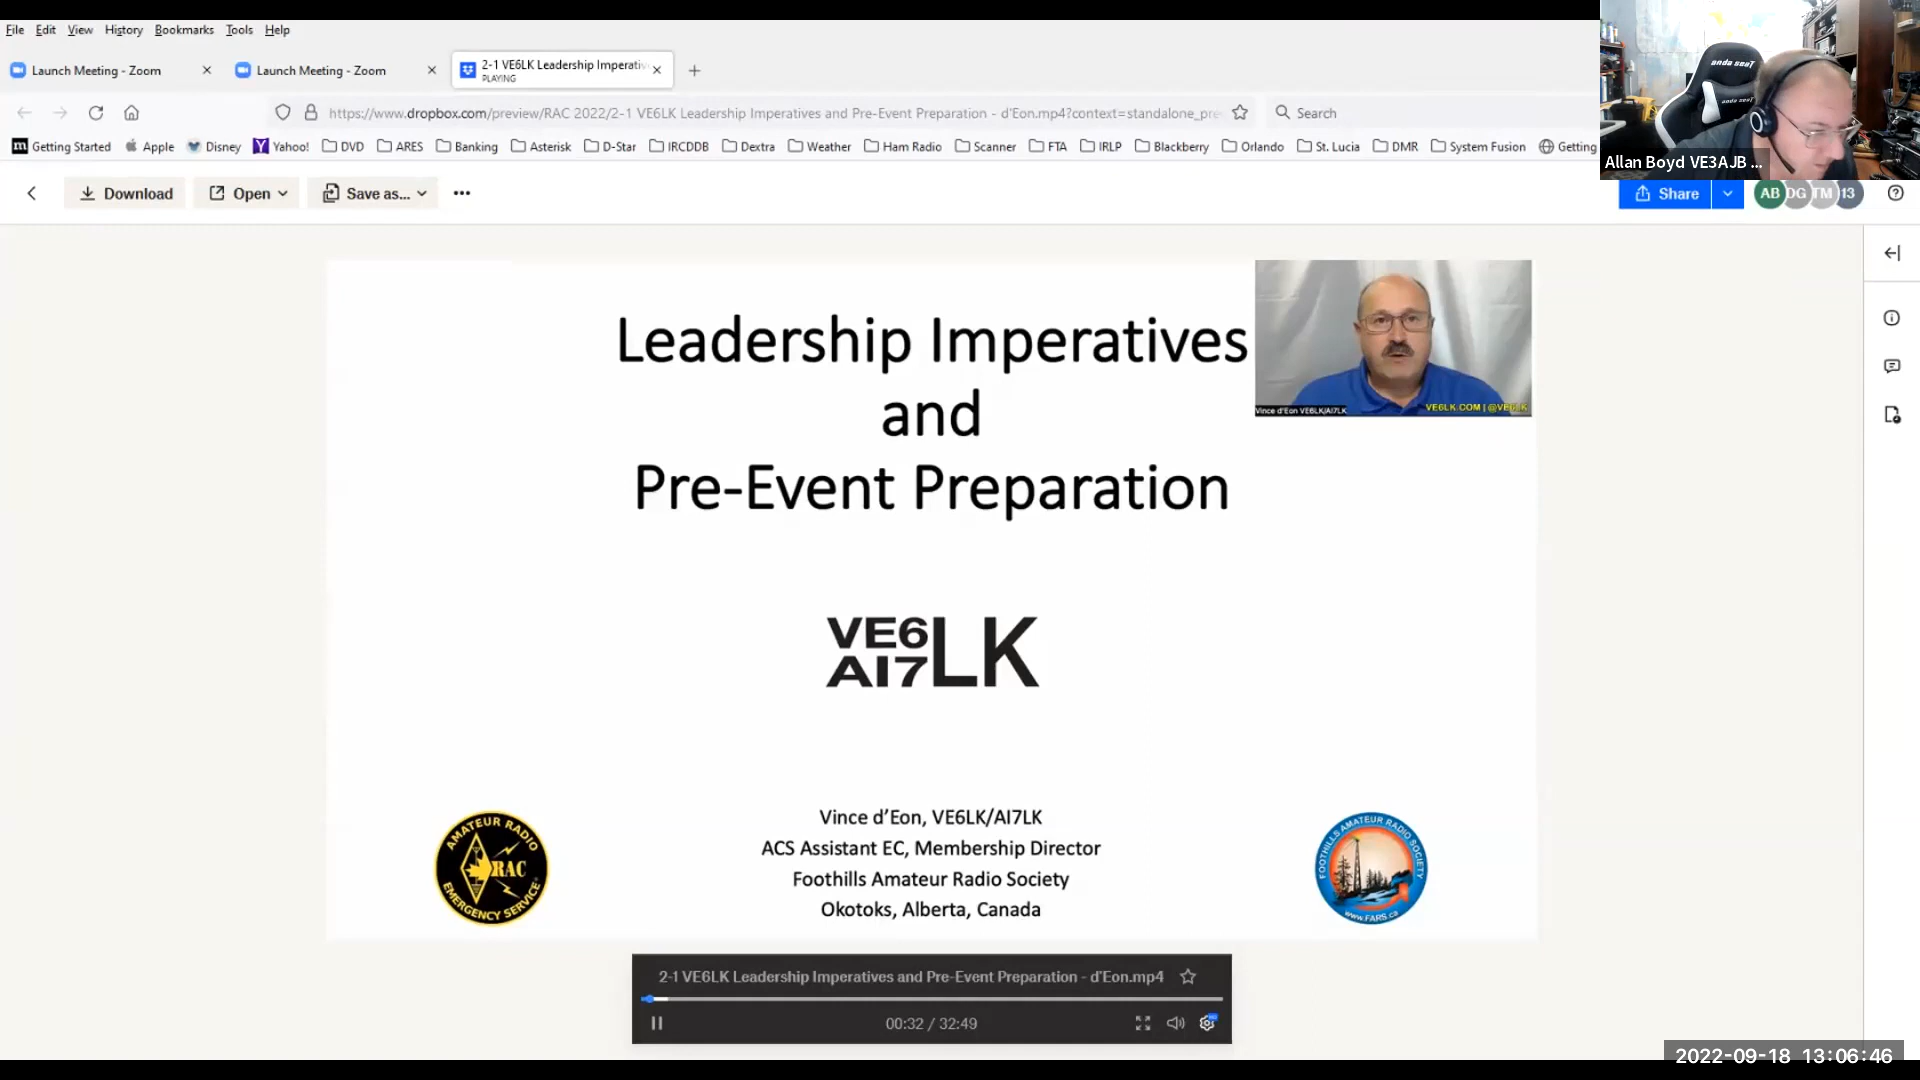 File Edit View History Bookmarks Tools Help
Launch Meeting - Zoom
Launch Meeting - Zoom
2-1 VE6LK Leadership Imperativ
PLAYING
https://www.dropbox.com/preview/RAC 2022/2-1 VE6LK Leadership Imperatives and Pre-Event Preparation - d'Eon.mp4?context=standalone_pre
Search
Getting Started Apple Disney Yahoo! DVD ARES Banking Asterisk D-Star IRCDDB Dextra Weather Ham Radio Scanner FTA IRLP Blackberry Orlando St. Lucia DMR System Fusion Getting
anda seaT
anda seaT
Allan Boyd VE3AJB ...
Download Open Save as...
Share AB DG TM 13
Leadership Imperatives
and
Pre-Event Preparation
Vince d'Eon VE6LK/AI7LK
VE6LK.COM | @VE6LK
VE6
AI7LK
Vince d’Eon, VE6LK/AI7LK
ACS Assistant EC, Membership Director
Foothills Amateur Radio Society
Okotoks, Alberta, Canada
AMATEUR RADIO
RAC
EMERGENCY SERVICE
FOOTHILLS AMATEUR RADIO SOCIETY
www.FARS.ca
2-1 VE6LK Leadership Imperatives and Pre-Event Preparation - d'Eon.mp4
00:32 / 32:49
2022-09-18 13:06:46